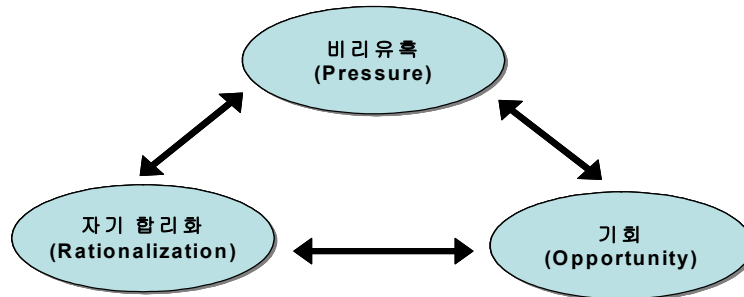 비리유혹
(Pressure)
자기 합리화
(Rationalization)
기회
(Opportunity)